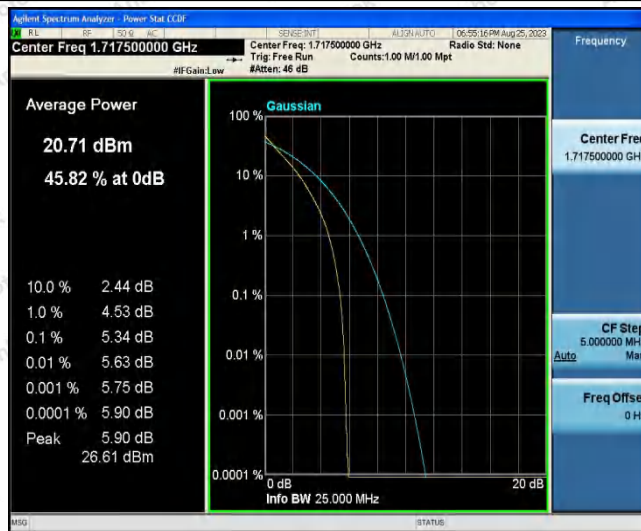 Agilent Spectrum Analyzer - Power Stat CCDF
RL RF 50 Ω AC SENSE:INT ALIGN AUTO 06:55:16 PM Aug 25, 2023
Center Freq 1.717500000 GHz
Center Freq: 1.717500000 GHz Radio Std: None
Trig: Free Run Counts:1.00 M/1.00 Mpt
#IFGain:Low #Atten: 46 dB
Frequency
Average Power
20.71 dBm
45.82 % at 0dB
10.0 % 2.44 dB
1.0 % 4.53 dB
0.1 % 5.34 dB
0.01 % 5.63 dB
0.001 % 5.75 dB
0.0001 % 5.90 dB
Peak 5.90 dB
26.61 dBm
Gaussian
100 %
10 %
1 %
0.1 %
0.01 %
0.001 %
0.0001 %
0 dB 20 dB
Info BW 25.000 MHz
Center Fre
1.717500000 GH
CF Step
5.000000 MH
Auto Ma
Freq Offse
0 H
MSG STATUS